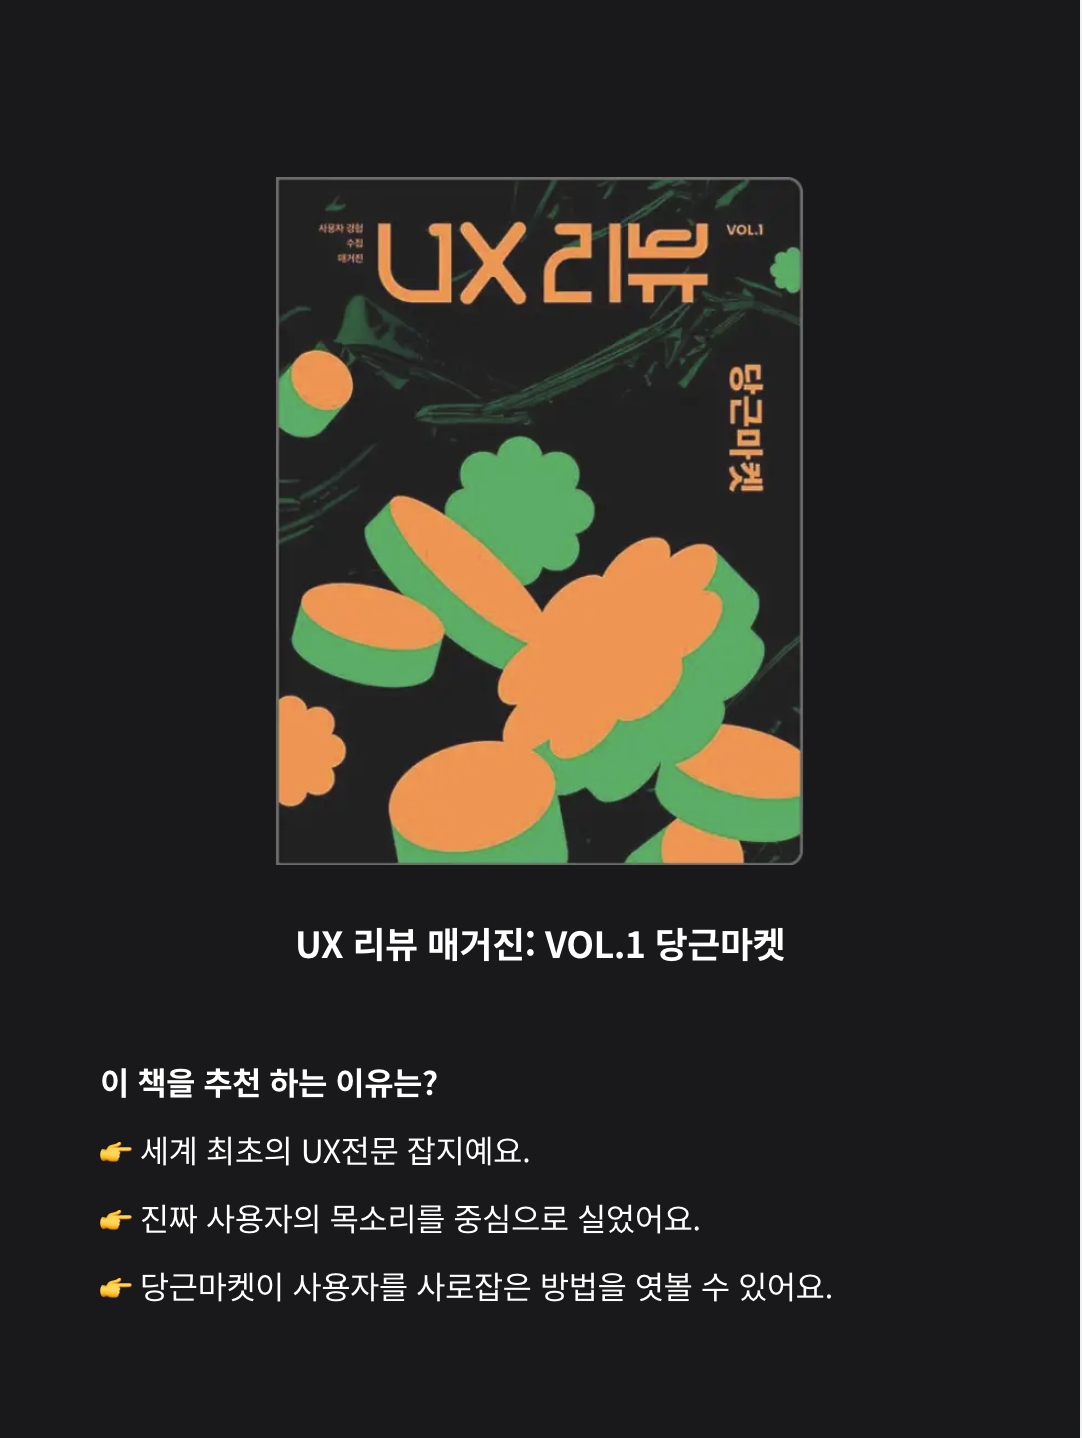 사용자 경험
수집
매거진
UX 리뷰
VOL.1
당근마켓
UX 리뷰 매거진: VOL.1 당근마켓
이 책을 추천 하는 이유는?
👉 세계 최초의 UX전문 잡지예요.
👉 진짜 사용자의 목소리를 중심으로 실었어요.
👉 당근마켓이 사용자를 사로잡은 방법을 엿볼 수 있어요.